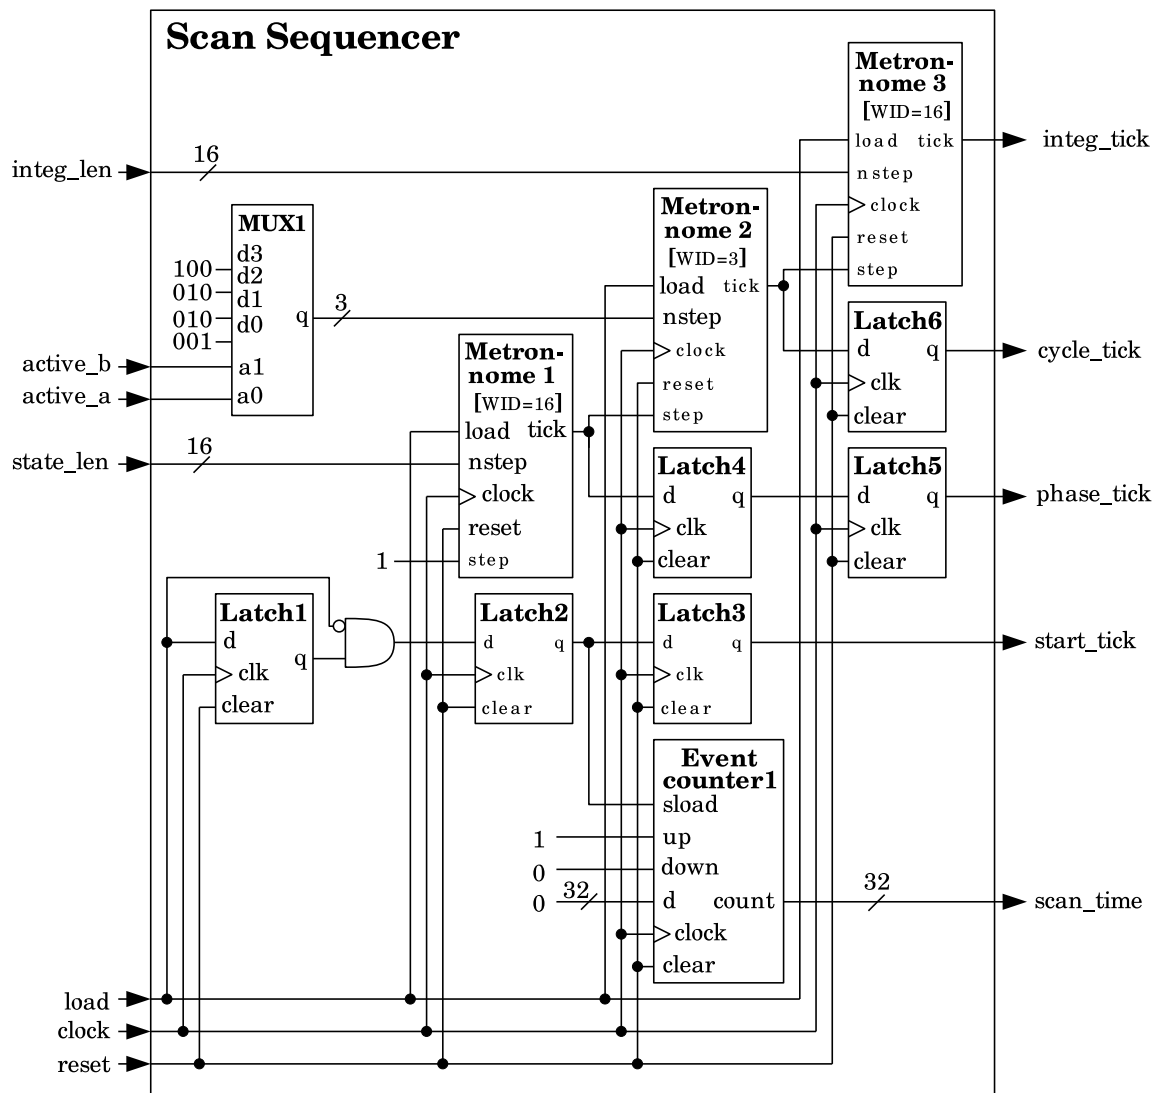 Scan Sequencer
Metron-
nome 3
[WID=16]
load tick
nstep
clock
reset
step
integ_tick
integ_len
16
MUX1
d3
d2
d1
d0
100
010
010
001
q
3
a1
a0
active_b
active_a
Metron-
nome 2
[WID=3]
load tick
nstep
clock
reset
step
Latch6
d q
clk
clear
cycle_tick
state_len
16
Metron-
nome 1
[WID=16]
load tick
nstep
clock
reset
step
1
Latch4
d q
clk
clear
Latch5
d q
clk
clear
phase_tick
Latch1
d
q
clk
clear
Latch2
d q
clk
clear
Latch3
d q
clk
clear
start_tick
Event
counter1
sload
up
down
d count
clock
clear
1
0
0
32
32
scan_time
load
clock
reset